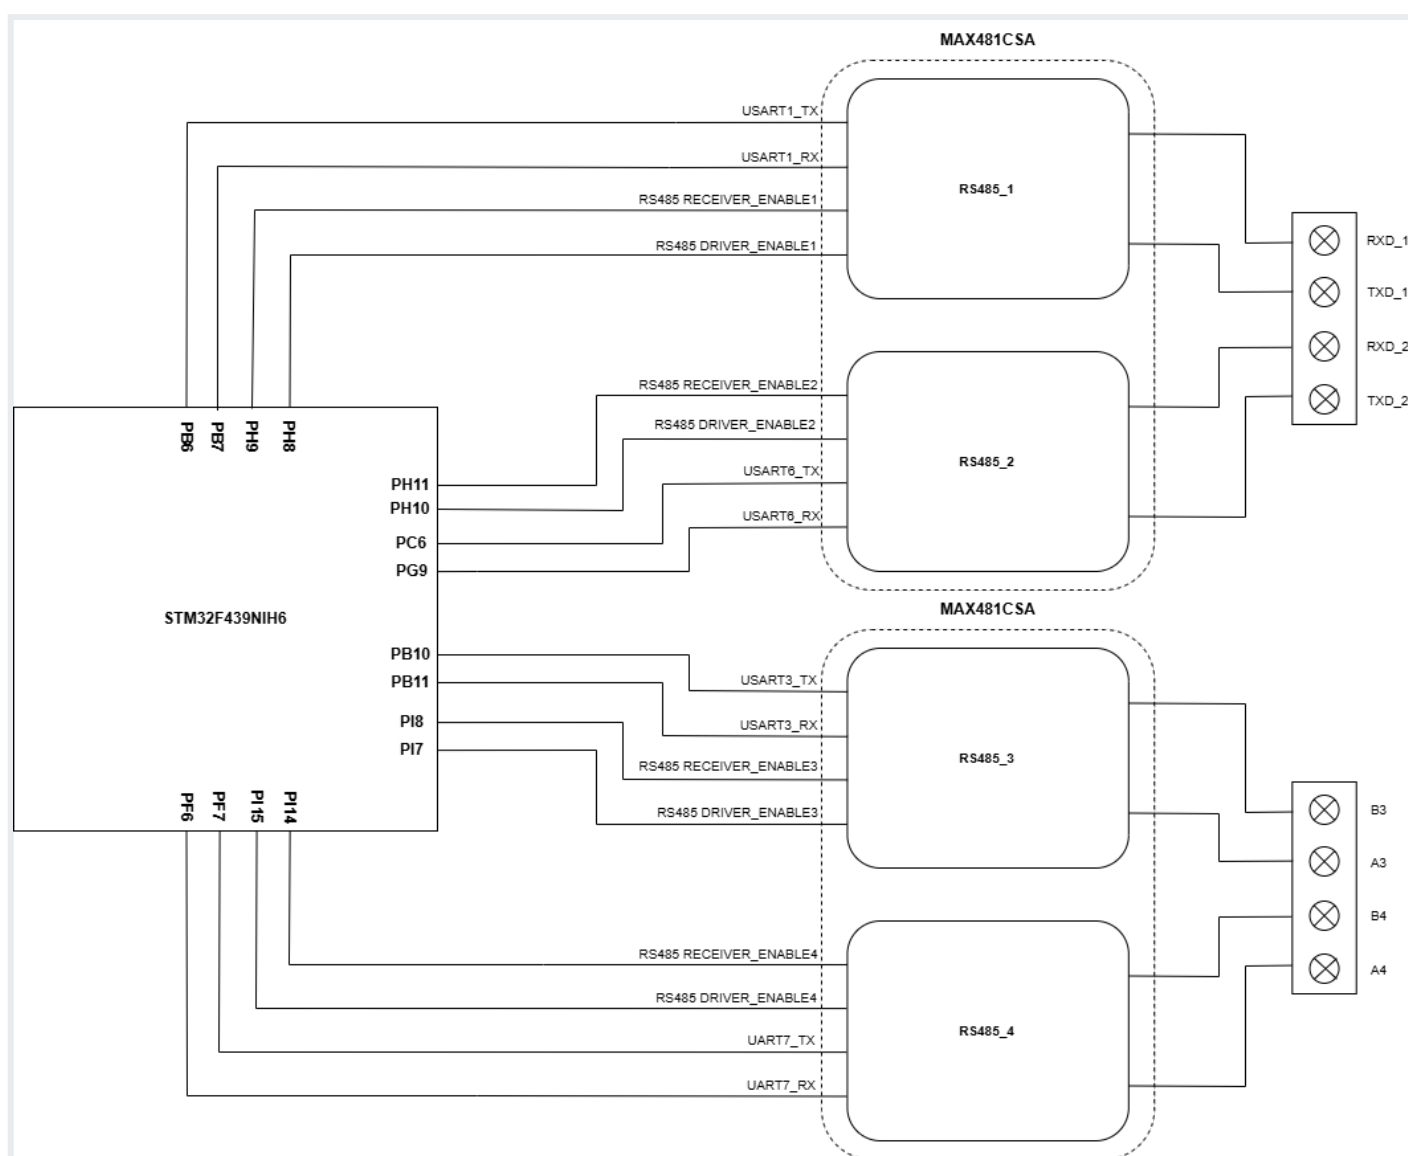 MAX481CSA
USART1_TX
USART1_RX
RS485_1
RS485 RECEIVER_ENABLE1
RS485 DRIVER_ENABLE1
RXD_1
TXD_1
RXD_2
TXD_2
RS485 RECEIVER_ENABLE2
RS485 DRIVER_ENABLE2
USART6_TX
USART6_RX
RS485_2
PB6
PB7
PH9
PH8
PH11
PH10
PC6
PG9
STM32F439NIH6
PB10
PB11
PI8
PI7
PF6
PF7
PI15
PI14
MAX481CSA
USART3_TX
USART3_RX
RS485_3
RS485 RECEIVER_ENABLE3
RS485 DRIVER_ENABLE3
B3
A3
B4
A4
RS485 RECEIVER_ENABLE4
RS485 DRIVER_ENABLE4
UART7_TX
UART7_RX
RS485_4